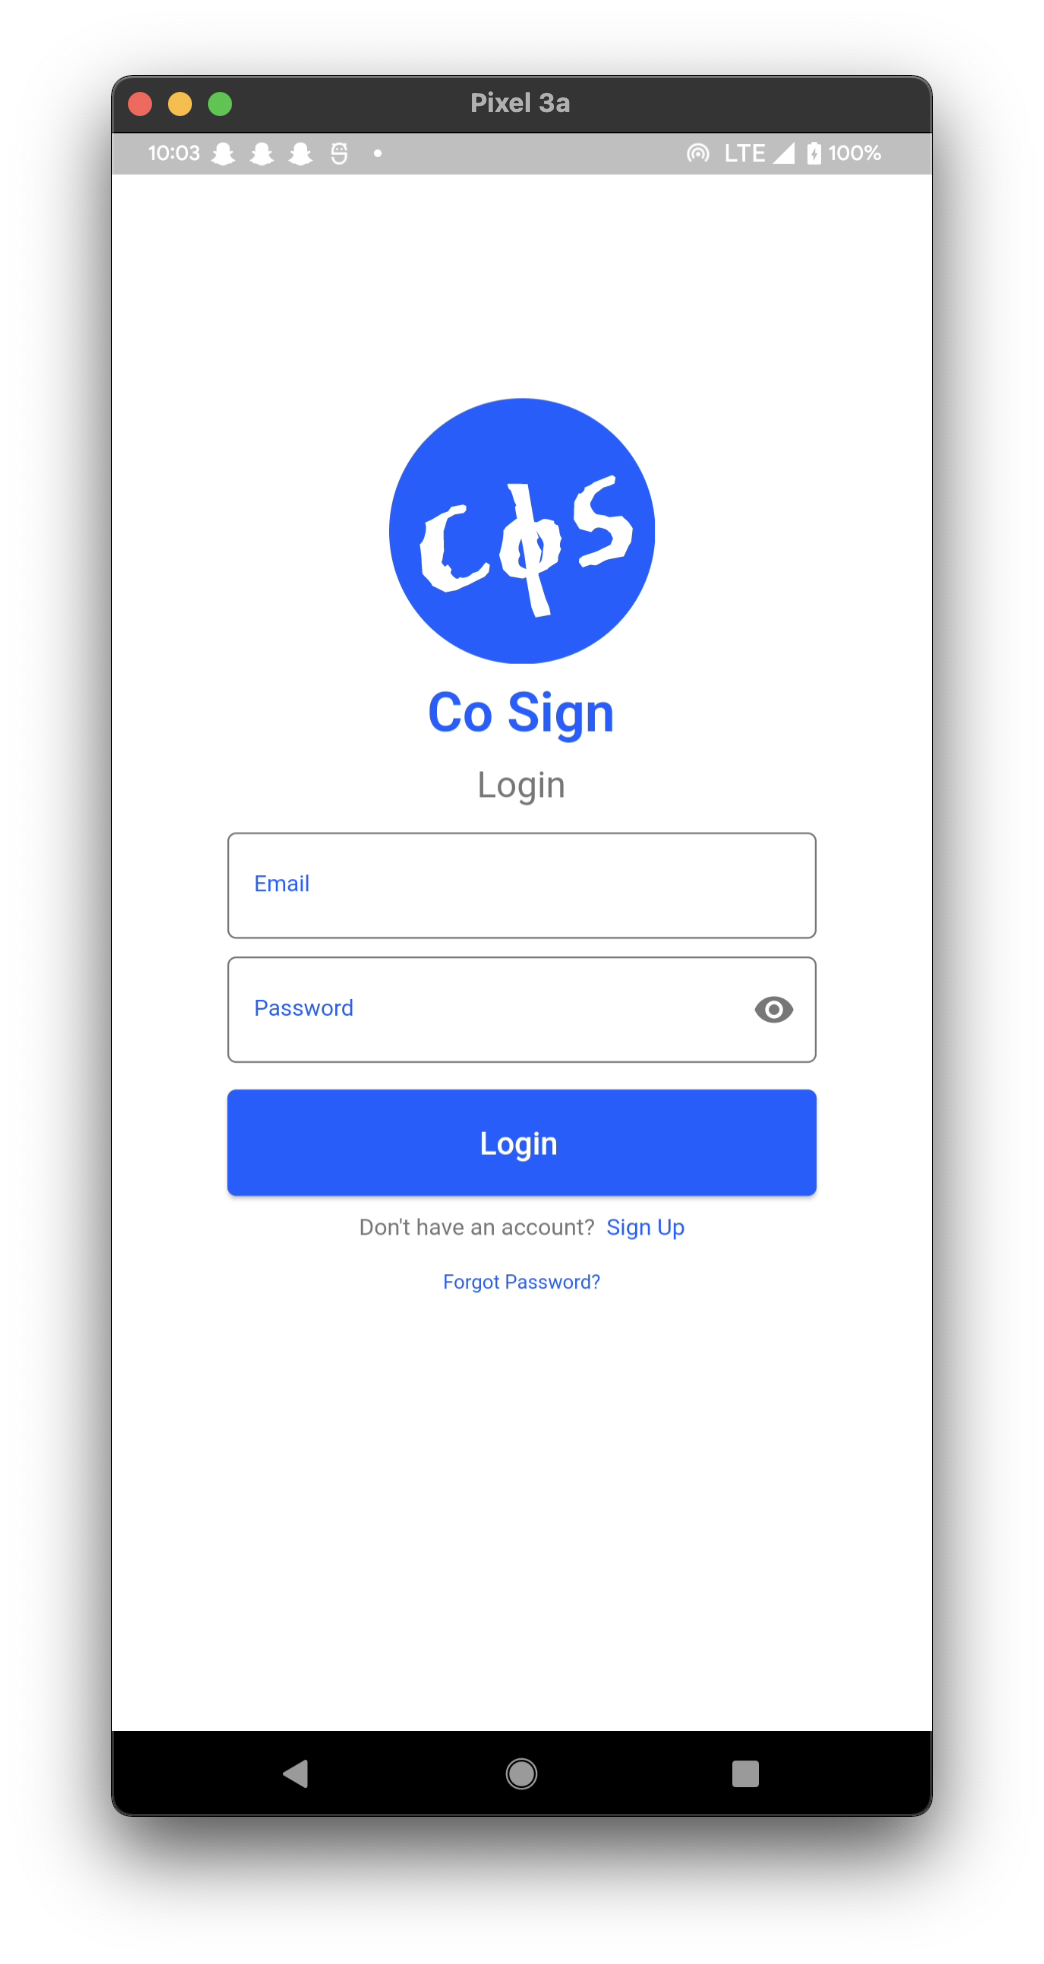 Pixel 3a
10:03 LTE 100%
CoS
Co Sign
Login
Email
Password
Login
Don't have an account? Sign Up
Forgot Password?